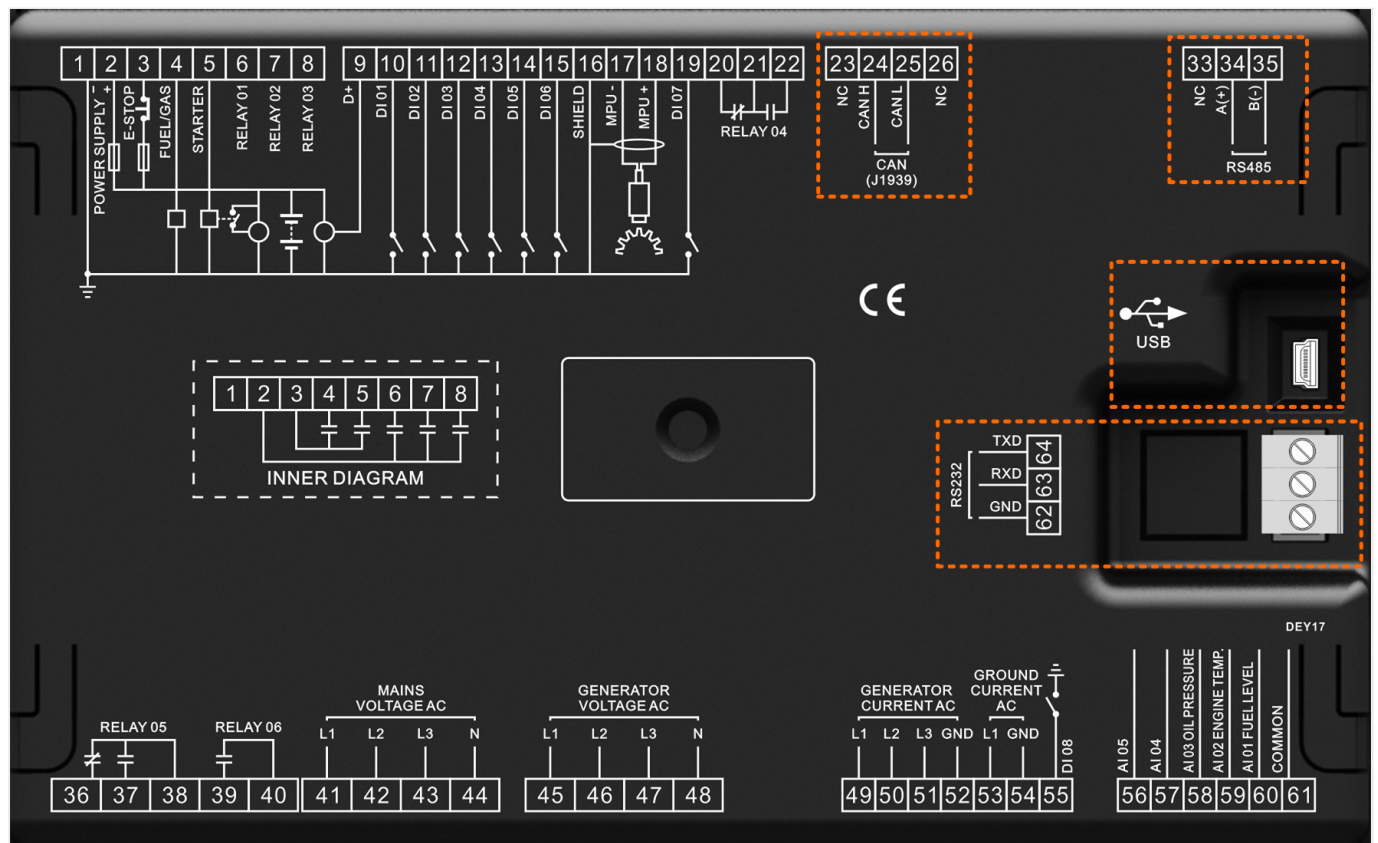 1 2 3 4 5 6 7 8
POWER SUPPLY - +
E-STOP
FUEL/GAS
STARTER
RELAY 01
RELAY 02
RELAY 03
9 10 11 12 13 14 15 16 17 18 19 20 21 22
D+
DI 01
DI 02
DI 03
DI 04
DI 05
DI 06
SHIELD
MPU -
MPU +
DI 07
RELAY 04
23 24 25 26
NC
CAN H
CAN L
NC
CAN
(J1939)
33 34 35
NC
A(+)
B(-)
RS485
CE
USB
1 2 3 4 5 6 7 8
INNER DIAGRAM
RS232
TXD 64
RXD 63
GND 62
DEY17
RELAY 05
36 37 38
RELAY 06
39 40
MAINS
VOLTAGE AC
L1 L2 L3 N
41 42 43 44
GENERATOR
VOLTAGE AC
L1 L2 L3 N
45 46 47 48
GENERATOR
CURRENT AC
L1 L2 L3 GND
GROUND
CURRENT
AC
L1 GND
DI 08
49 50 51 52 53 54 55
AI 05
AI 04
AI 03 OIL PRESSURE
AI 02 ENGINE TEMP.
AI 01 FUEL LEVEL
COMMON
56 57 58 59 60 61